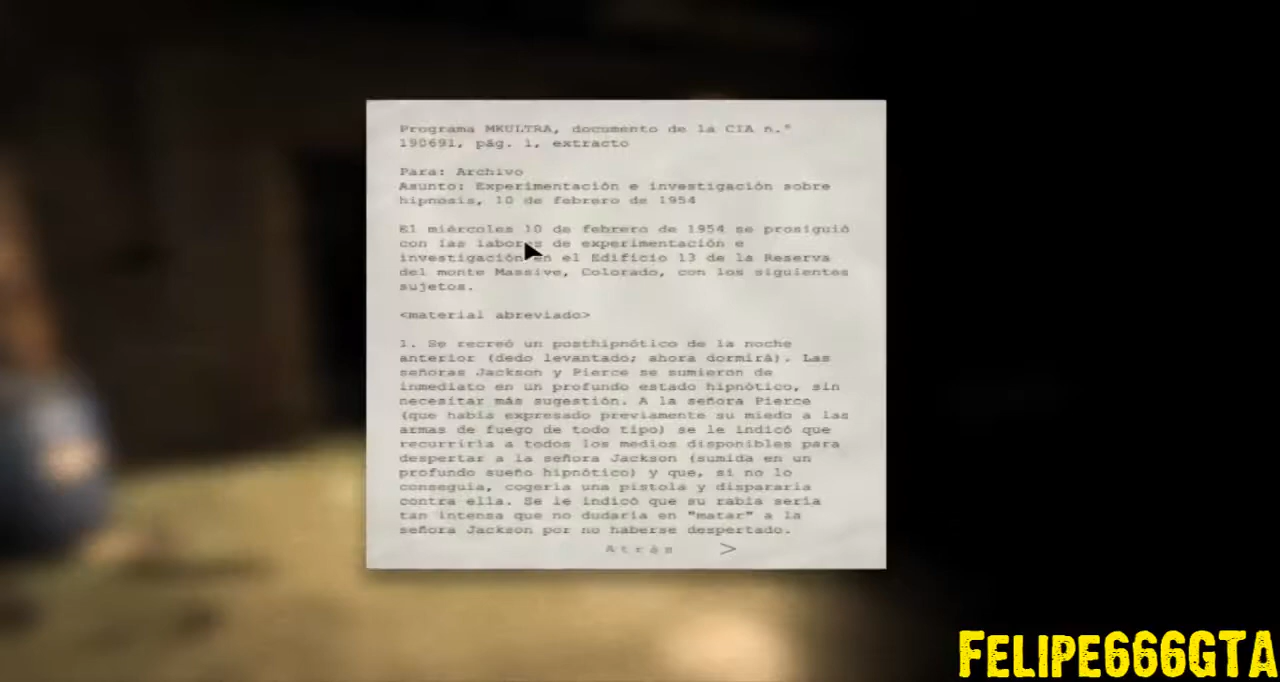 Programa MKULTRA, documento de la CIA n.°
190691, pág. 1, extracto
Para: Archivo
Asunto: Experimentación e investigación sobre
hipnosis, 10 de febrero de 1954
El miércoles 10 de febrero de 1954 se prosiguió
con las labores de experimentación e
investigación en el Edificio 13 de la Reserva
del monte Massive, Colorado, con los siguientes
sujetos.
<material abreviado>
1. Se recreó un posthipnótico de la noche
anterior (dedo levantado; ahora dormirá). Las
señoras Jackson y Pierce se sumieron de
inmediato en un profundo estado hipnótico, sin
necesitar más sugestión. A la señora Pierce
(que había expresado previamente su miedo a las
armas de fuego de todo tipo) se le indicó que
recurriría a todos los medios disponibles para
despertar a la señora Jackson (sumida en un
profundo sueño hipnótico) y que, si no lo
conseguía, cogería una pistola y dispararía
contra ella. Se le indicó que su rabia sería
tan intensa que no dudaría en "matar" a la
señora Jackson por no haberse despertado.
Atrás >
FELIPE666GTA